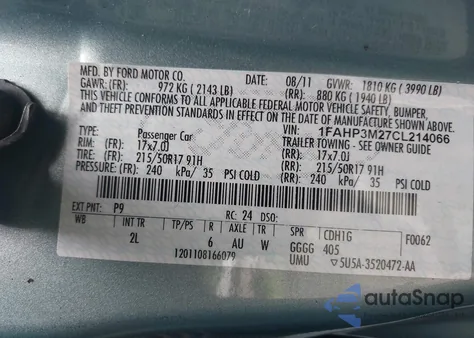 MFD. BY FORD MOTOR CO. DATE: 08/11 GVWR: 1810 KG (3990 LB)
GAWR: (FR): 972 KG (2143 LB) (RR): 880 KG (1940 LB)
THIS VEHICLE CONFORMS TO ALL APPLICABLE FEDERAL MOTOR VEHICLE SAFETY, BUMPER,
AND THEFT PREVENTION STANDARDS IN EFFECT ON THE
DATE OF MANUFACTURE SHOWN ABOVE. VIN: 1FAHP3M27CL214066
TYPE: Passenger Car TRAILER TOWING - SEE OWNER GUIDE
RIM: (FR): 17x7.0J (RR): 17x7.0J
TIRE: (FR): 215/50R17 91H (RR): 215/50R17 91H
PRESSURE: (FR): 240 kPa/ 35 PSI COLD (RR): 240 kPa/ 35 PSI COLD
EXT PNT: P9 RC: 24 DSO:
WB INT TR TP/PS R AXLE TR SPR CDH1G F0062
2L 6 AU W GGGG 405
1201108166079 UMU 5U5A-3520472-AA
autoSnap